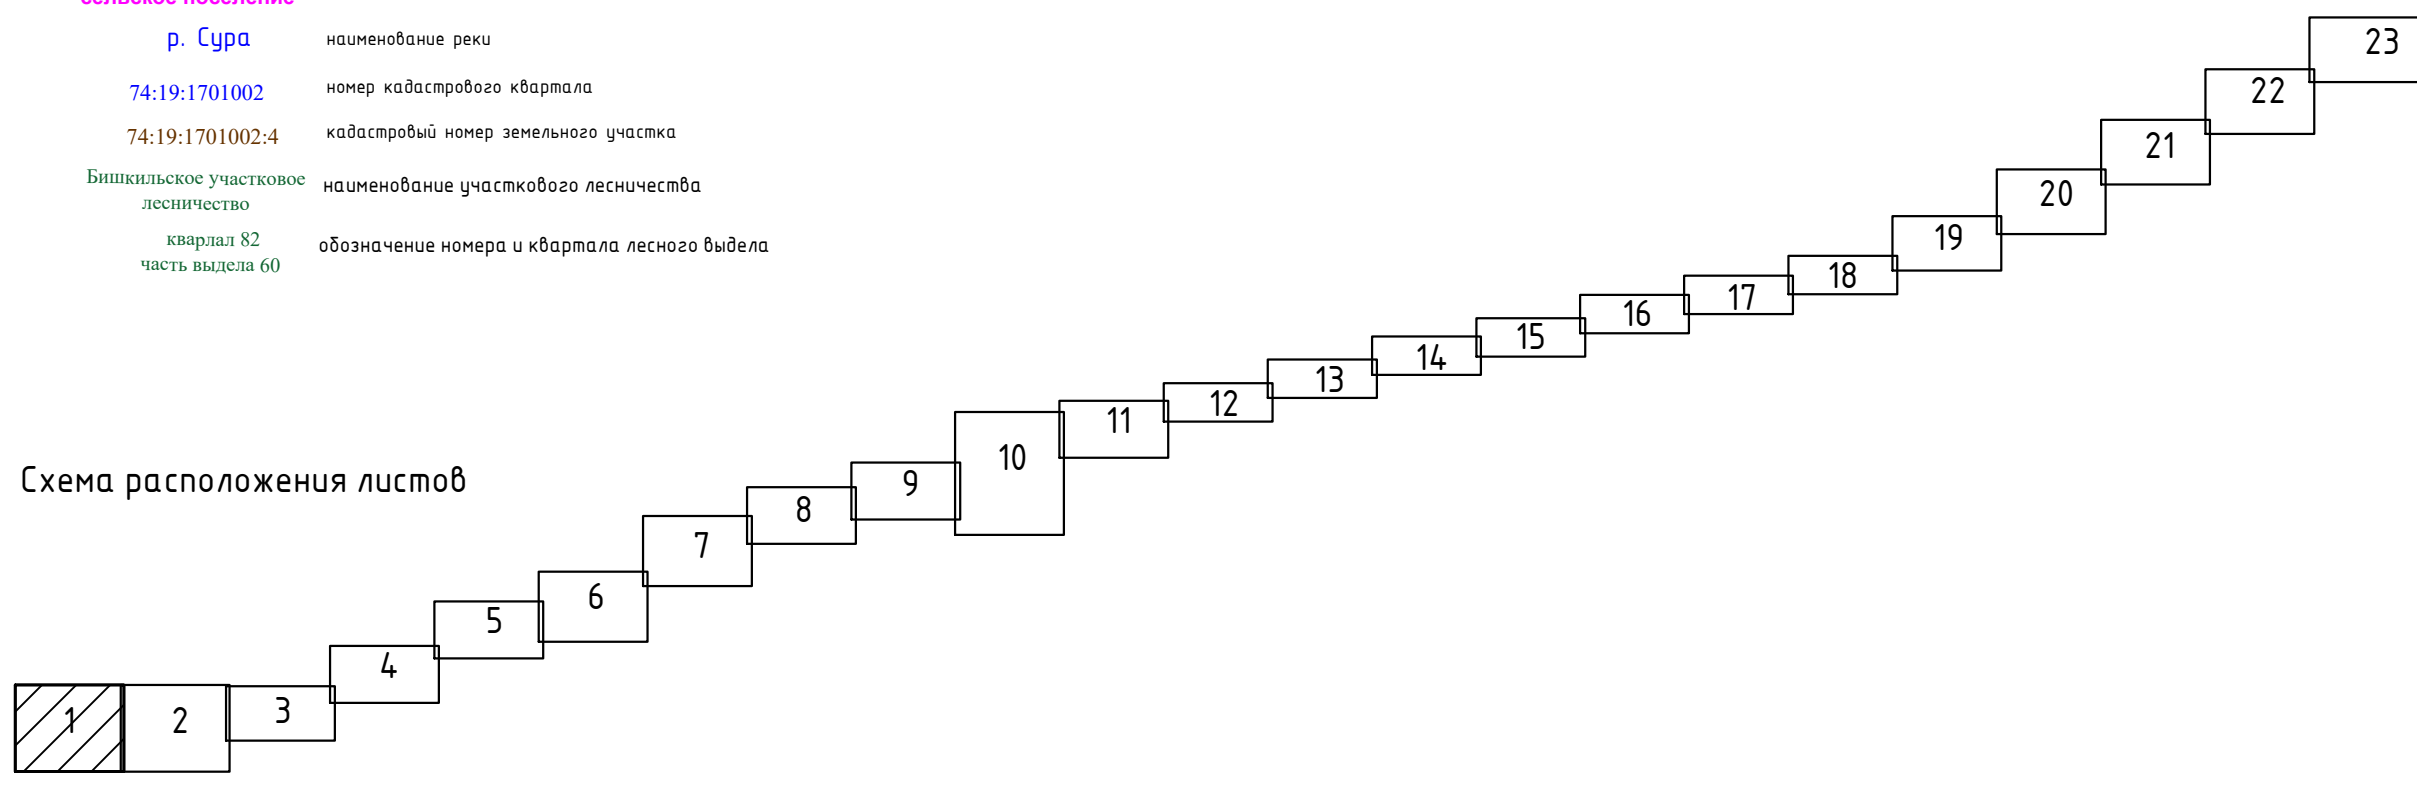 сельское поселение
р. Сура наименование реки
74:19:1701002 номер кадастрового квартала
74:19:1701002:4 кадастровый номер земельного участка
Бишкильское участковое
лесничество
наименование участкового лесничества
кварлал 82
часть выдела 60
обозначение номера и квартала лесного выдела
23
22
21
20
19
18
17
16
15
14
13
12
11
10
9
Схема расположения листов
8
7
6
5
4
3
2
1